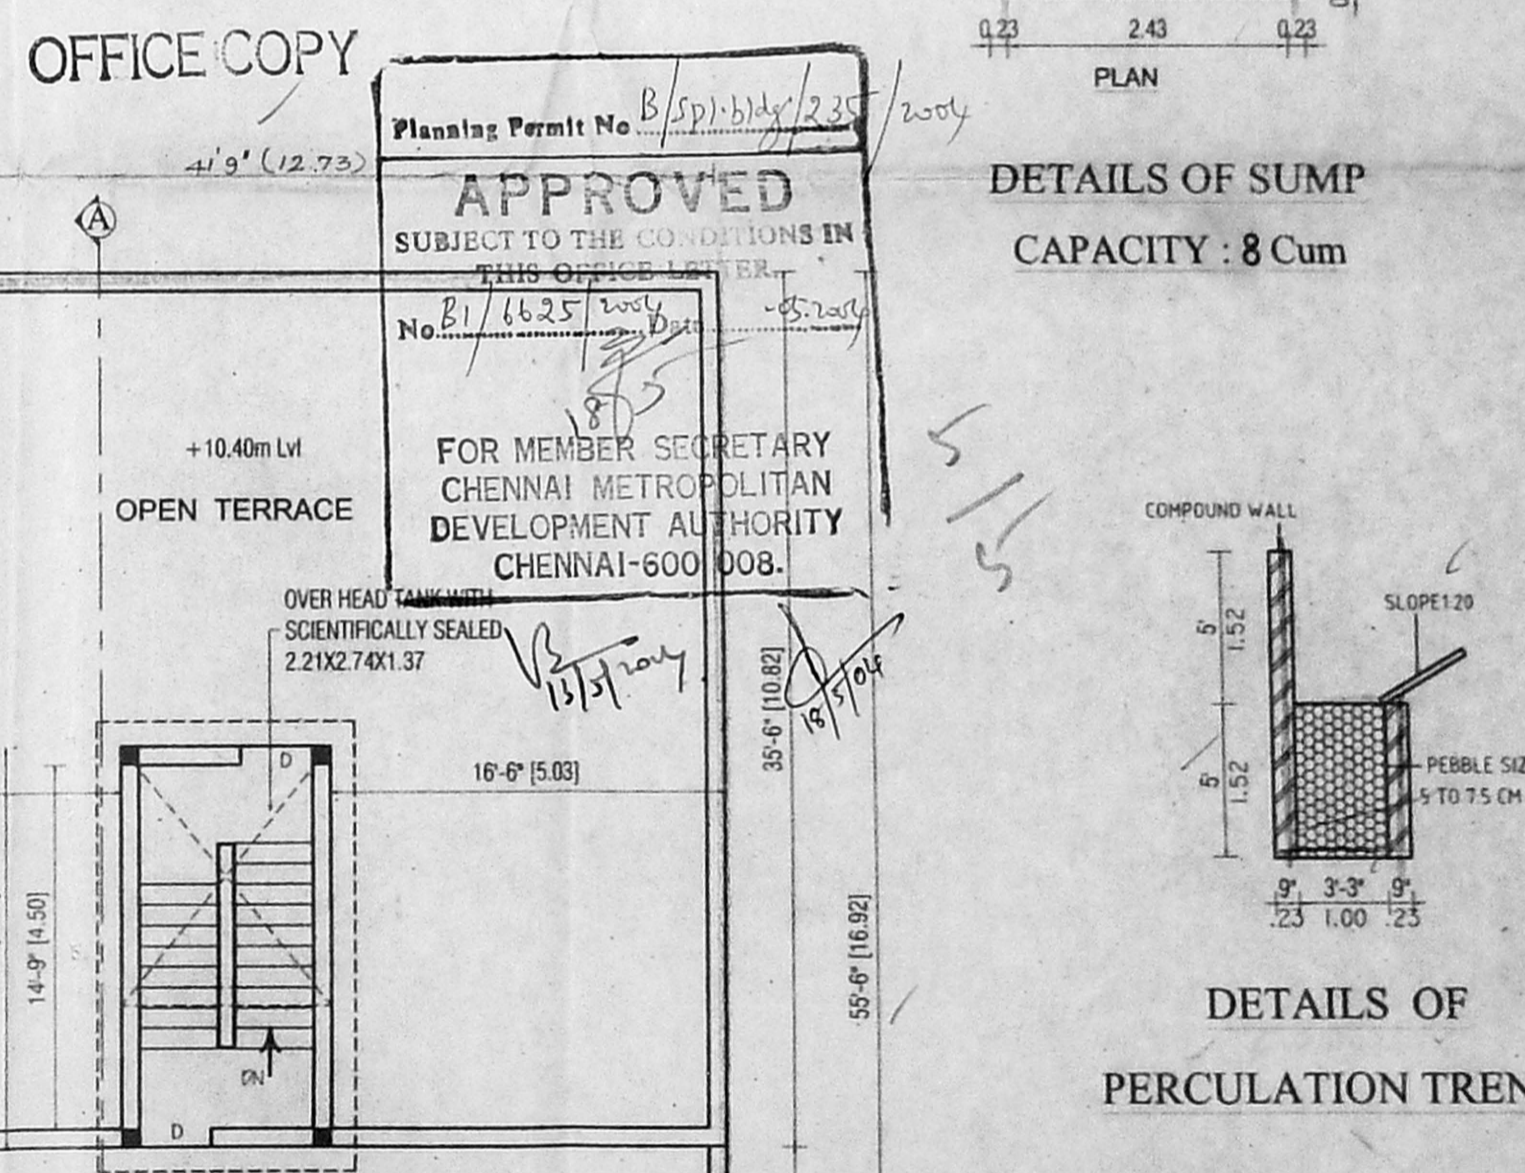 OFFICE COPY
0.23 2.43 0.23
PLAN
Planning Permit No B/Spl.bldg/235/2004
41'9" (12.73)
A
APPROVED
SUBJECT TO THE CONDITIONS IN
THIS OFFICE LETTER
No. B1/6625/2004 Date -05.2004
DETAILS OF SUMP
CAPACITY : 8 Cum
18 5
FOR MEMBER SECRETARY
CHENNAI METROPOLITAN
DEVELOPMENT AUTHORITY
CHENNAI-600 008.
5
5
+10.40m Lvl
OPEN TERRACE
OVER HEAD TANK WITH
SCIENTIFICALLY SEALED
2.21X2.74X1.37
13/5/2004
18/5/04
COMPOUND WALL
SLOPE 1:20
5'
1.52
5'
1.52
PEBBLE SIZ
5 TO 7.5 CM
9" 3'-3" 9"
.23 1.00 .23
D
16'-6" [5.03]
35'-6" [10.82]
55'-6" [16.92]
14'-9" [4.50]
DN
D
DETAILS OF
PERCULATION TREN